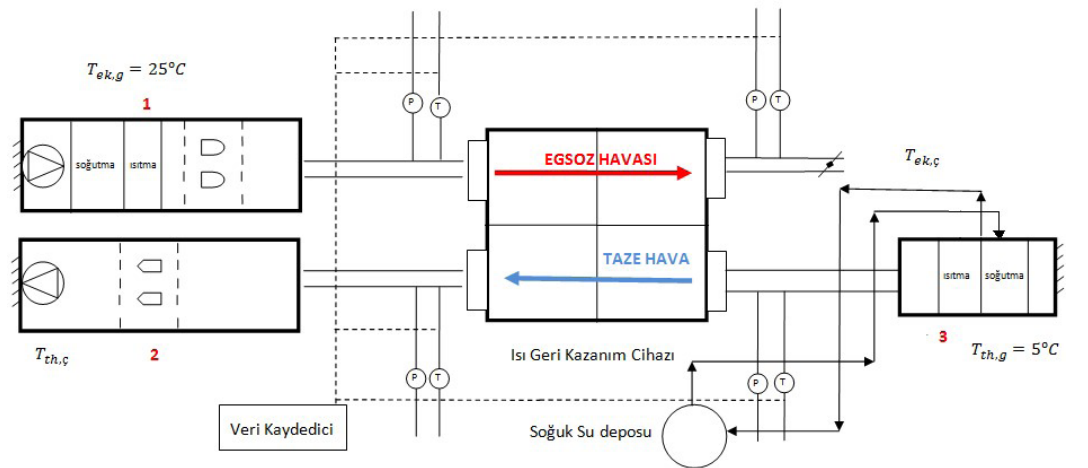 T_{ek,g} = 25°C
1
P
T
P
T
soğutma
ısıtma
EGSOZ HAVASI
T_{ek,ç}
TAZE HAVA
ısıtma
soğutma
T_{th,ç}
2
3
T_{th,g} = 5°C
Isı Geri Kazanım Cihazı
P
T
P
T
Veri Kaydedici
Soğuk Su deposu